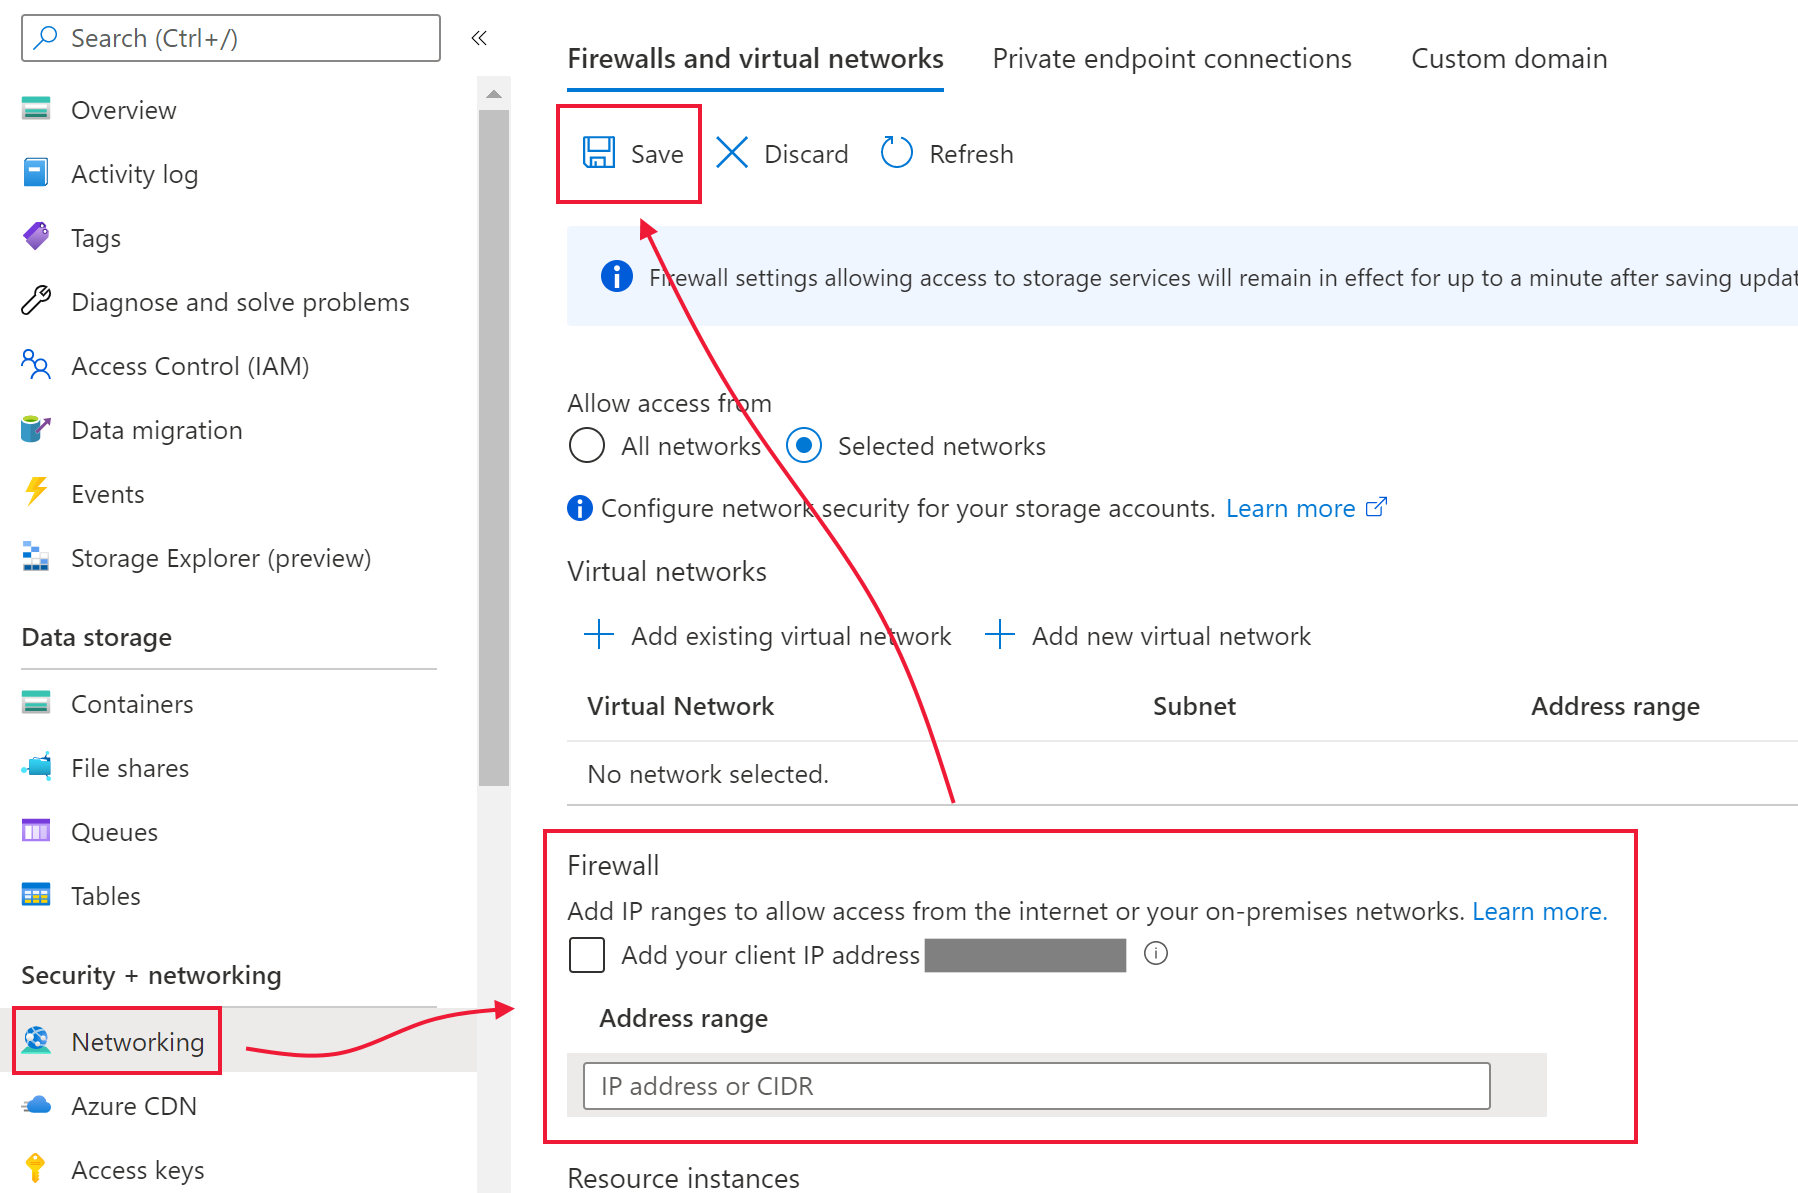 Search (Ctrl+/)
«
Overview
Activity log
Tags
Diagnose and solve problems
Access Control (IAM)
Data migration
Events
Storage Explorer (preview)
Data storage
Containers
File shares
Queues
Tables
Security + networking
Networking
Azure CDN
Access keys
Firewalls and virtual networks Private endpoint connections Custom domain
Save Discard Refresh
Firewall settings allowing access to storage services will remain in effect for up to a minute after saving updat
Allow access from
All networks Selected networks
Configure network security for your storage accounts. Learn more
Virtual networks
Add existing virtual network Add new virtual network
Virtual Network Subnet Address range
No network selected.
Firewall
Add IP ranges to allow access from the internet or your on-premises networks. Learn more.
Add your client IP address
Address range
IP address or CIDR
Resource instances